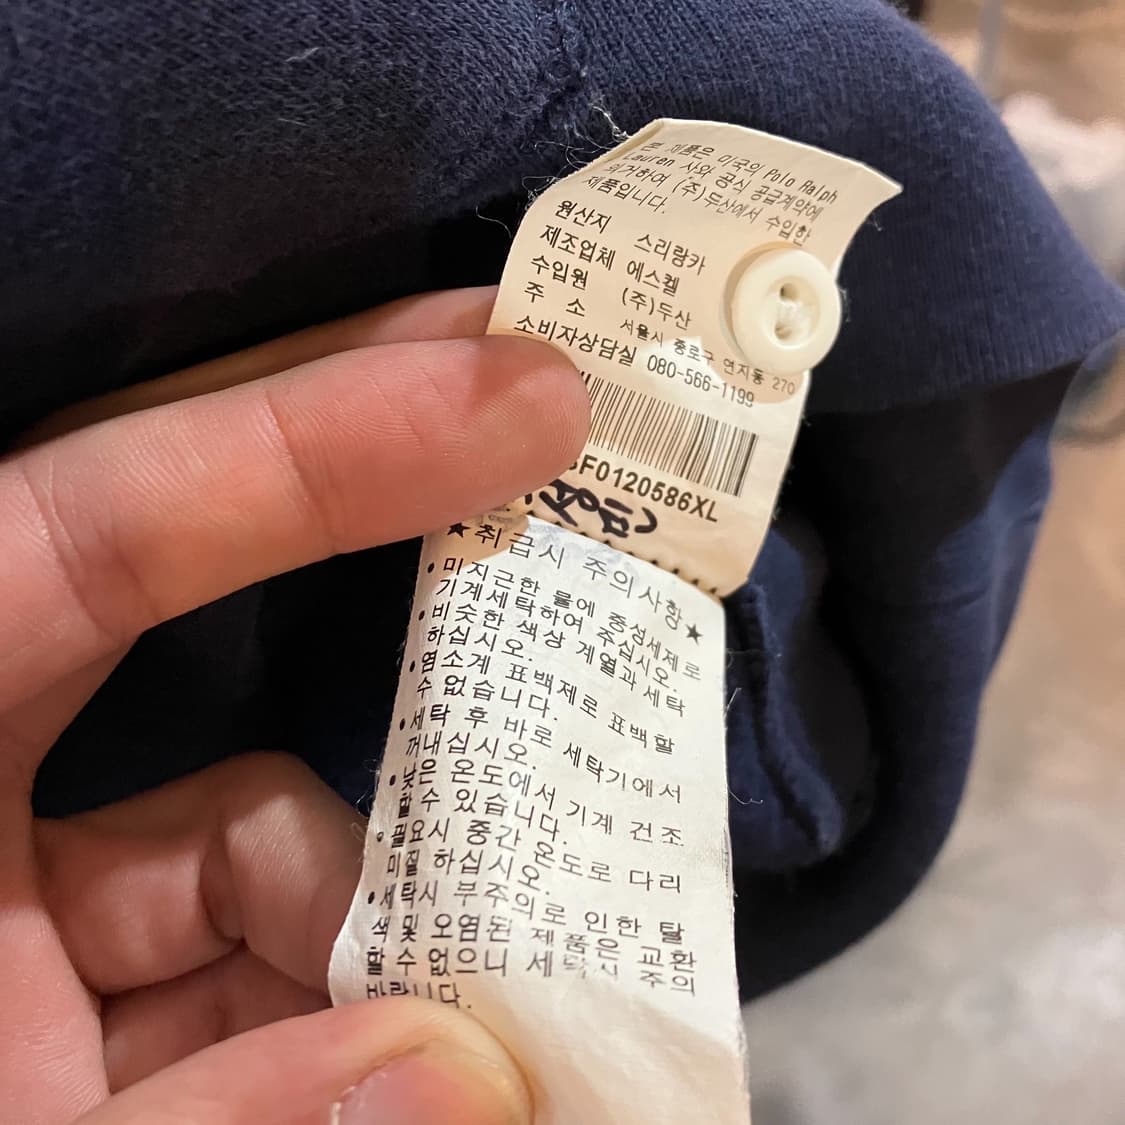 본 제품은 미국의 Polo Ralph
Lauren 사와 공식 공급계약에
의거하여 (주)두산에서 수입한
제품입니다.
원산지 스리랑카
제조업체 에스켈
수입원 (주)두산
주 소 서울시 종로구 연지동 270
소비자상담실 080-566-1199
F0120586XL
★취급시 주의사항★
• 미지근한 물에 중성세제로
기계세탁하여 주십시오.
• 비슷한 색상 계열과 세탁
하십시오.
• 염소계 표백제로 표백할
수 없습니다.
• 세탁 후 바로 세탁기에서
꺼내십시오.
• 낮은 온도에서 기계 건조
할 수 있습니다.
• 필요시 중간 온도로 다리
미질 하십시오.
• 세탁시 부주의로 인한 탈
색 및 오염된 제품은 교환
할 수 없으니 세탁시 주의
바랍니다.